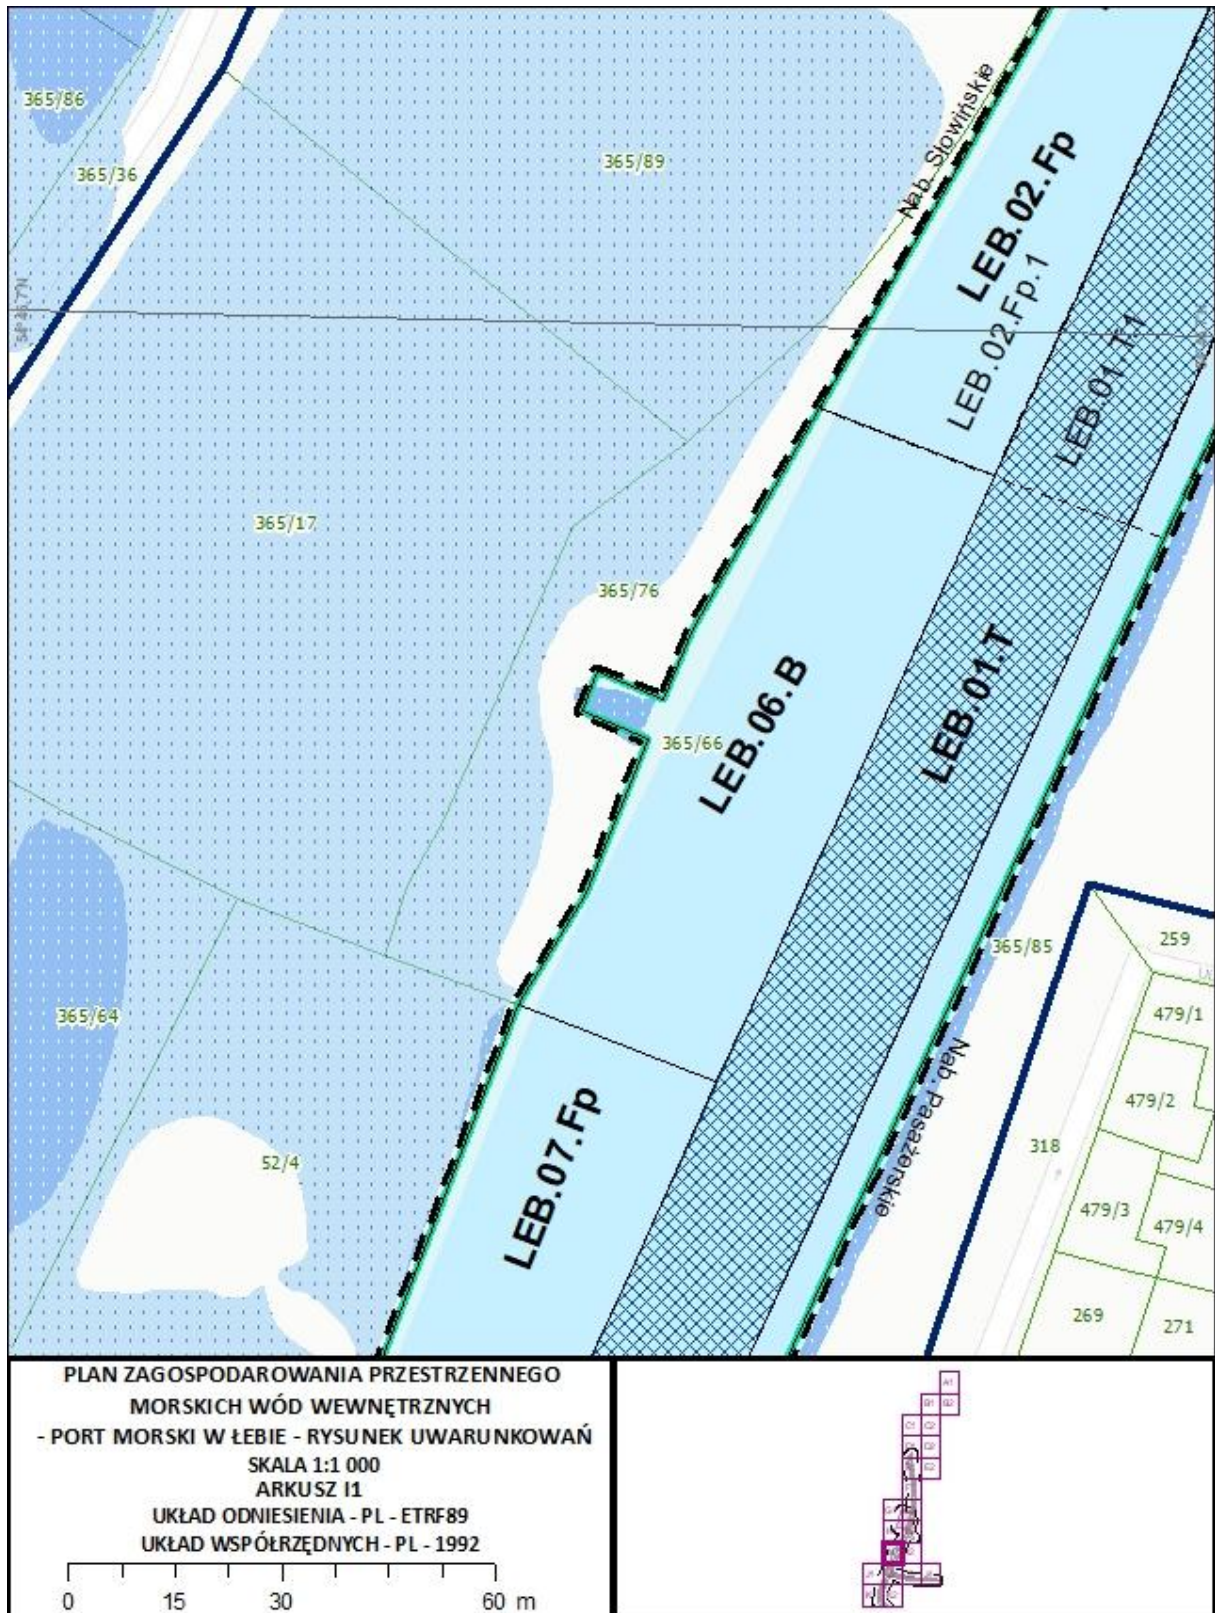 365/86
365/36
365/89
Nab. Słowińskie
LEB.02.Fp
LEB.02.Fp.1
LEB.01.T.1
365/17
365/76
365/66
LEB.06.B
LEB.01.T
365/85
259
479/1
365/64
Nab. Pasażerskie
479/2
LEB.07.Fp
318
52/4
479/3
479/4
269
271
PLAN ZAGOSPODAROWANIA PRZESTRZENNEGO
MORSKICH WÓD WEWNĘTRZNYCH
- PORT MORSKI W ŁEBIE - RYSUNEK UWARUNKOWAŃ
SKALA 1:1 000
ARKUSZ I1
UKŁAD ODNIESIENIA - PL - ETRF89
UKŁAD WSPÓŁRZĘDNYCH - PL - 1992
0 15 30 60 m
A1
B1 B2